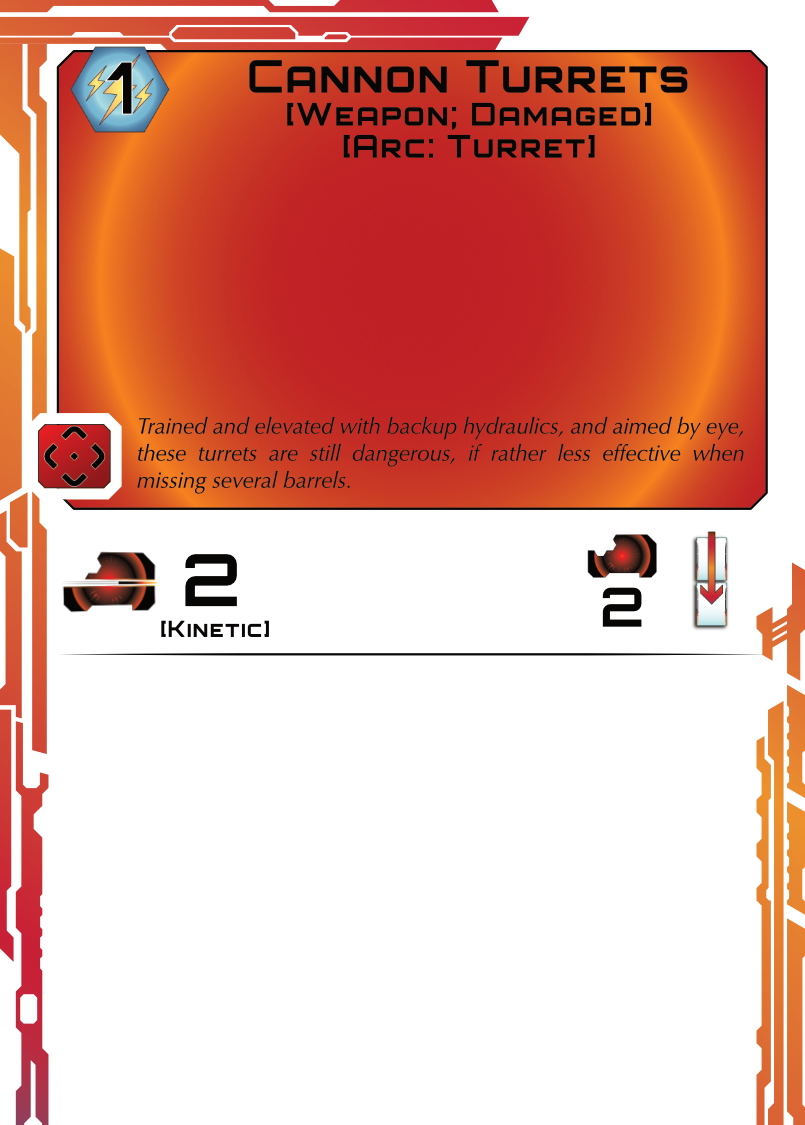 1
Cannon Turrets
[Weapon; Damaged]
[Arc: Turret]
Trained and elevated with backup hydraulics, and aimed by eye,
these turrets are still dangerous, if rather less effective when
missing several barrels.
2
[Kinetic]
2